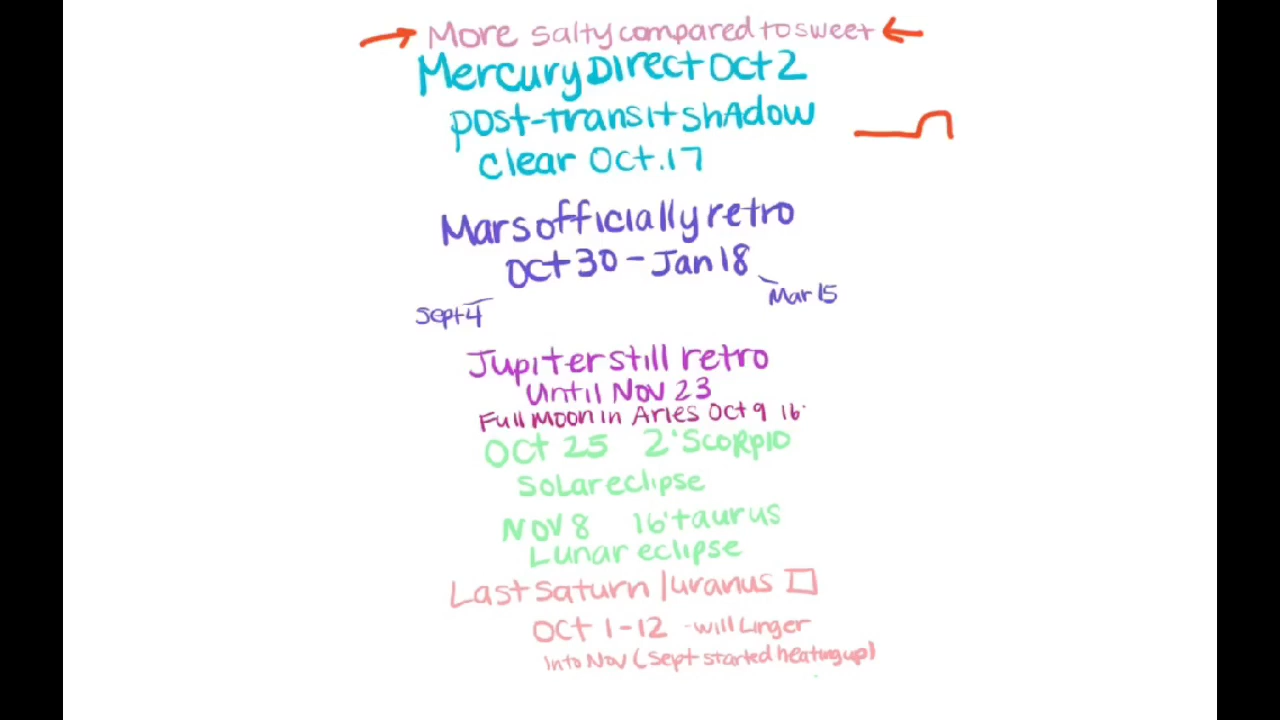 More salty compared to sweet
Mercury Direct Oct 2
post-transit shAdow
clear Oct.17
Mars officially retro
Oct 30 - Jan 18
Mar 15
Sept 4
Jupiter still retro
Until Nov 23
Full Moon in Aries Oct 9 16°
Oct 25 2° Scorpio
Solar eclipse
Nov 8 16° taurus
Lunar eclipse
Last Saturn / uranus □
Oct 1-12 - will Linger
Into Nov (Sept started heating up)